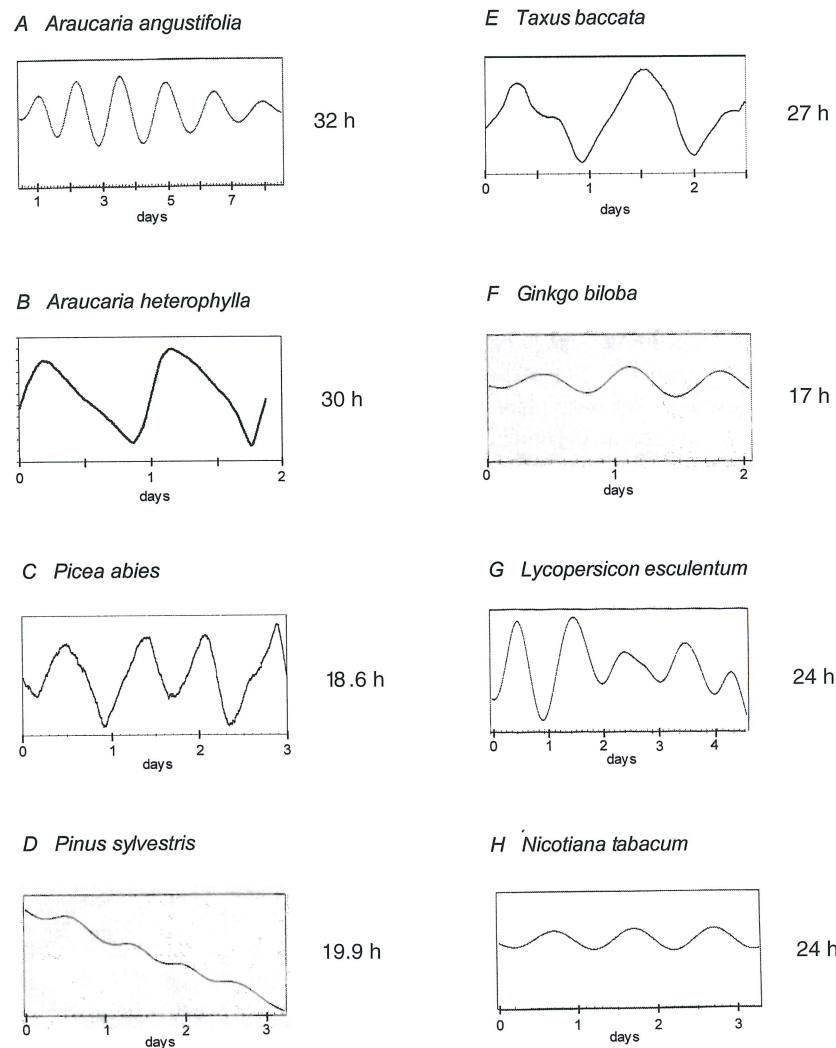 A Araucaria angustifolia
32 h
1 3 5 7
days
B Araucaria heterophylla
30 h
0 1 2
days
C Picea abies
18.6 h
0 1 2 3
days
D Pinus sylvestris
19.9 h
0 1 2 3
days
E Taxus baccata
27 h
0 1 2
days
F Ginkgo biloba
17 h
0 1 2
days
G Lycopersicon esculentum
24 h
0 1 2 3 4
days
H Nicotiana tabacum
24 h
0 1 2 3
days